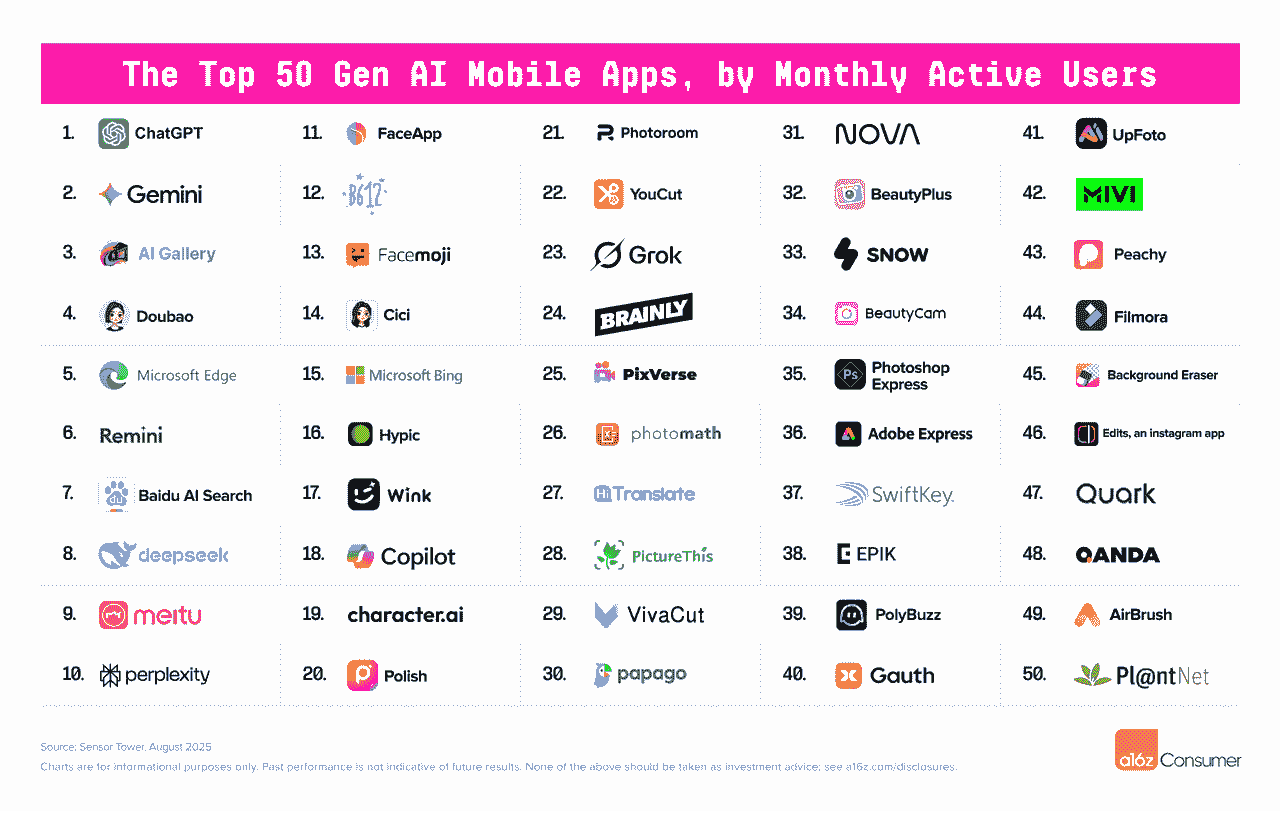 The Top 50 Gen AI Mobile Apps, by Monthly Active Users
1. ChatGPT
2. Gemini
3. AI Gallery
4. Doubao
5. Microsoft Edge
6. Remini
7. du Baidu AI Search
8. deepseek
9. meitu
10. perplexity
11. FaceApp
12. B612
13. Facemoji
14. Cici
15. Microsoft Bing
16. Hypic
17. Wink
18. Copilot
19. character.ai
20. Polish
21. Photoroom
22. YouCut
23. Grok
24. BRAINLY
25. PixVerse
26. photomath
27. Hi Translate
28. PictureThis
29. VivaCut
30. papago
31. NOVA
32. BeautyPlus
33. SNOW
34. BeautyCam
35. Ps Photoshop
Express
36. Adobe Express
37. SwiftKey.
38. EPIK
39. PolyBuzz
40. Gauth
41. UpFoto
42. MIVI
43. Peachy
44. Filmora
45. Background Eraser
46. Edits, an instagram app
47. Quark
48. QANDA
49. AirBrush
50. Pl@ntNet
Source: Sensor Tower, August 2025
Charts are for informational purposes only. Past performance is not indicative of future results. None of the above should be taken as investment advice; see a16z.com/disclosures.
a16z Consumer